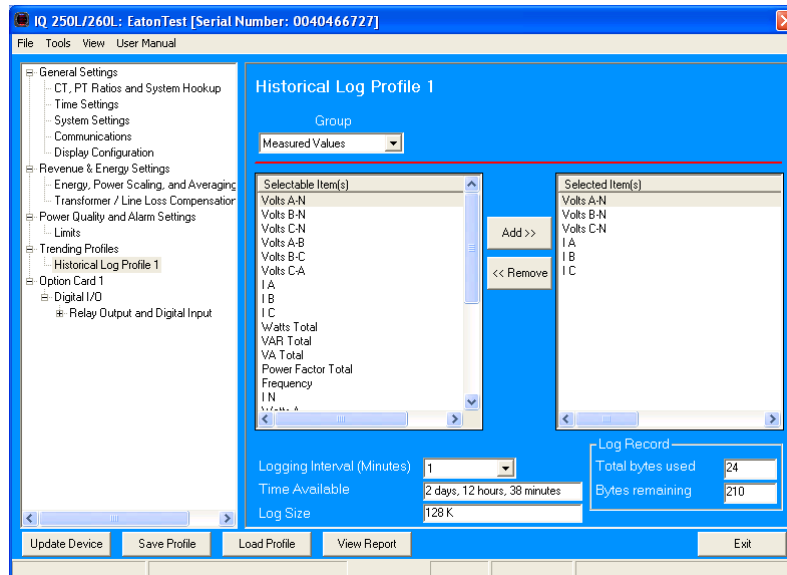 IQ 250L/260L: EatonTest [Serial Number: 0040466727]
File Tools View User Manual
General Settings
CT, PT Ratios and System Hookup
Time Settings
System Settings
Communications
Display Configuration
Revenue & Energy Settings
Energy, Power Scaling, and Averaging
Transformer / Line Loss Compensation
Power Quality and Alarm Settings
Limits
Trending Profiles
Historical Log Profile 1
Option Card 1
Digital I/O
Relay Output and Digital Input
Historical Log Profile 1
Group
Measured Values
Selectable Item(s)
Volts A-N
Volts B-N
Volts C-N
Volts A-B
Volts B-C
Volts C-A
I A
I B
I C
Watts Total
VAR Total
VA Total
Power Factor Total
Frequency
I N
Add >>
<< Remove
Selected Item(s)
Volts A-N
Volts B-N
Volts C-N
I A
I B
I C
Logging Interval (Minutes) 1
Time Available 2 days, 12 hours, 38 minutes
Log Size 128 K
Log Record
Total bytes used 24
Bytes remaining 210
Update Device Save Profile Load Profile View Report Exit